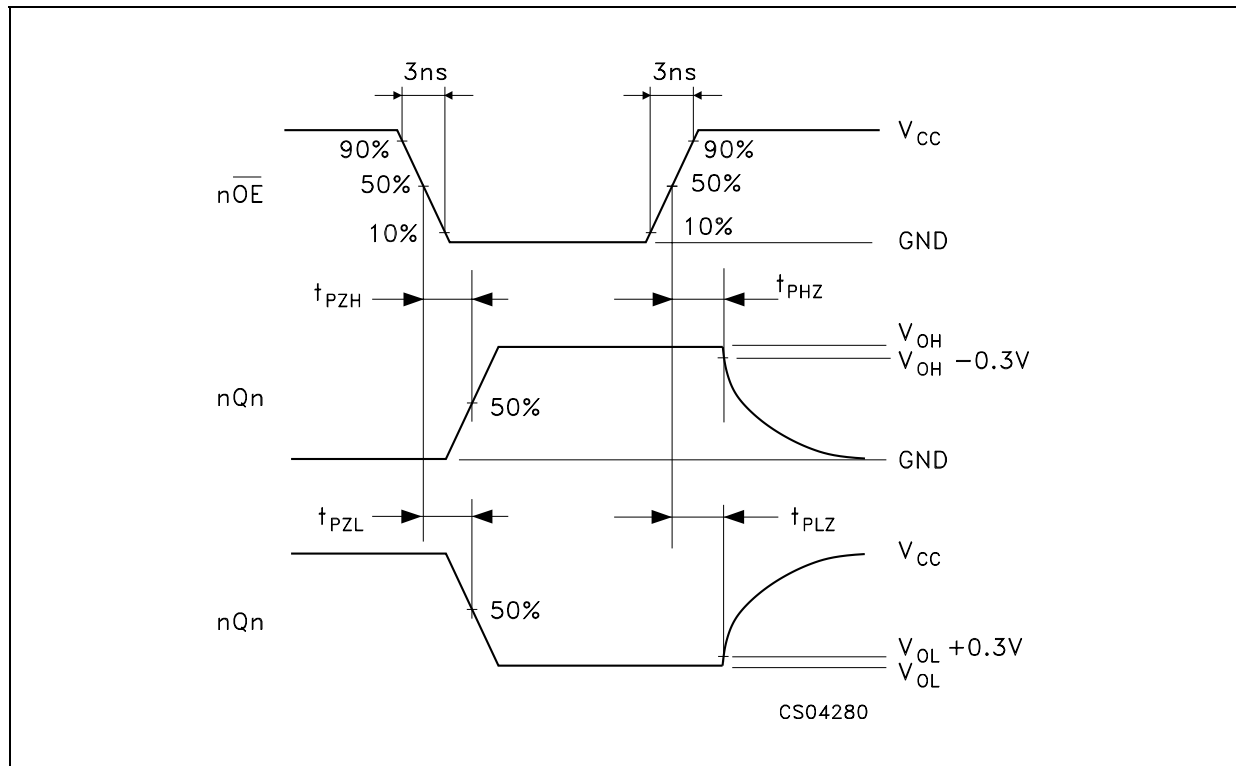 3ns 3ns
V_CC
90% 90%
nOE 50% 50%
10% 10%
GND
t_PZH t_PHZ
V_OH
V_OH -0.3V
nQn 50%
GND
t_PZL t_PLZ
V_CC
nQn 50%
V_OL +0.3V
V_OL
CS04280